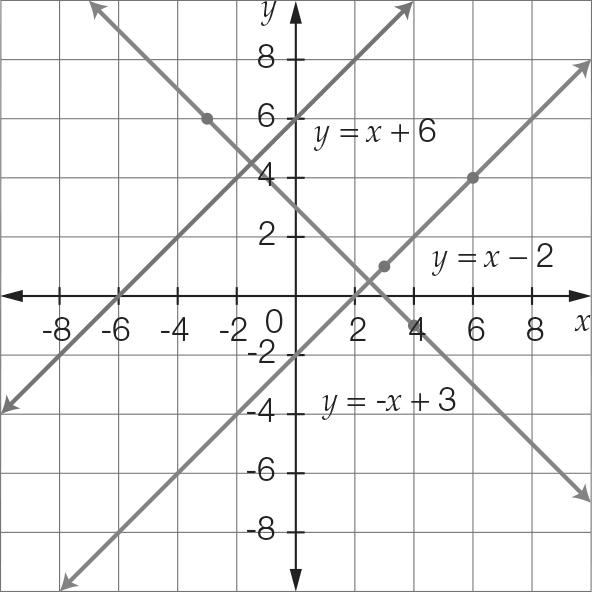 y
8
6
y = x + 6
4
2
y = x – 2
-8 -6 -4 -2 0 2 4 6 8 x
-2
y = -x + 3
-4
-6
-8